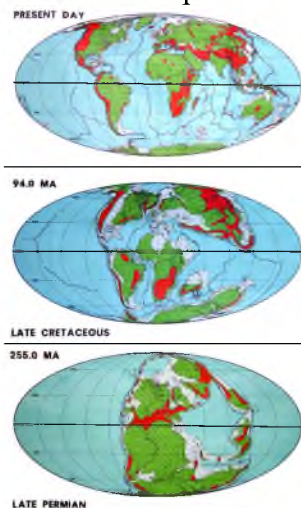 PRESENT DAY
94.0 MA
LATE CRETACEOUS
255.0 MA
LATE PERMIAN